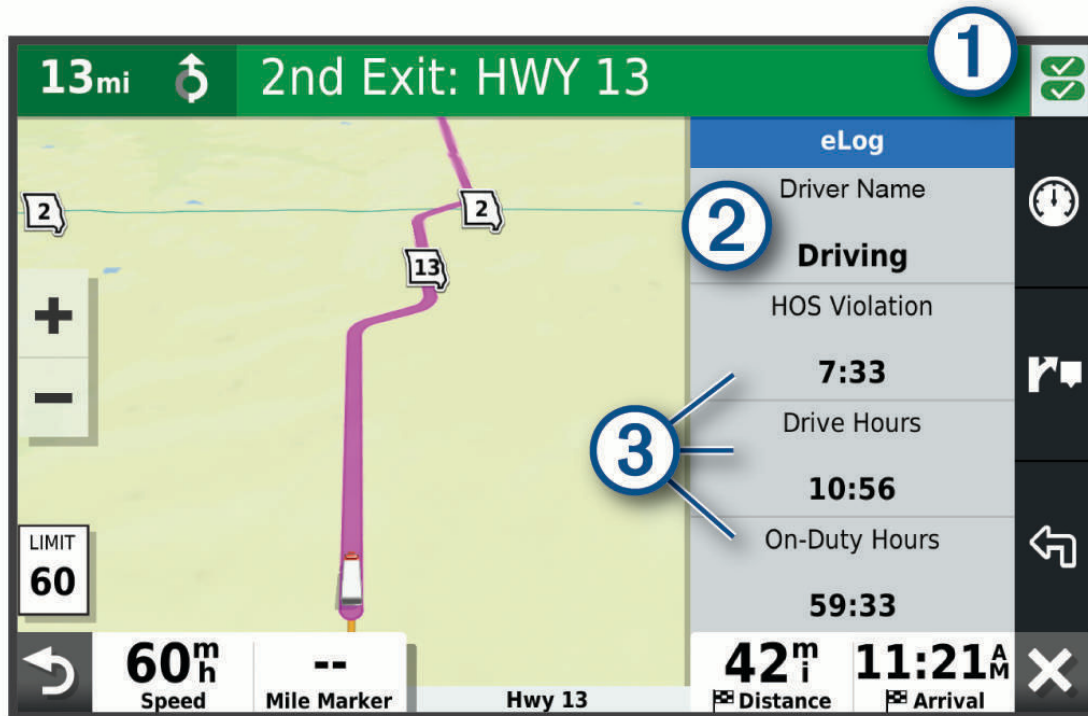 1
13mi 2nd Exit: HWY 13
eLog
2
Driver Name
Driving
2
2
13
HOS Violation
7:33
3
Drive Hours
10:56
On-Duty Hours
59:33
+
−
LIMIT
60
60mh
Speed
--
Mile Marker
Hwy 13
42mi
Distance
11:21AM
Arrival